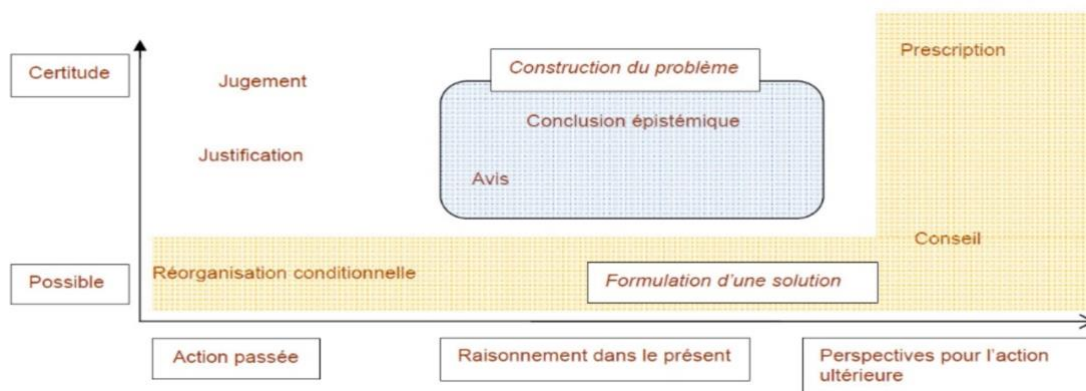 Prescription
Certitude
Construction du problème
Jugement
Conclusion épistémique
Justification
Avis
Conseil
Réorganisation conditionnelle
Possible
Formulation d'une solution
Action passée
Raisonnement dans le présent
Perspectives pour l'action
ultérieure